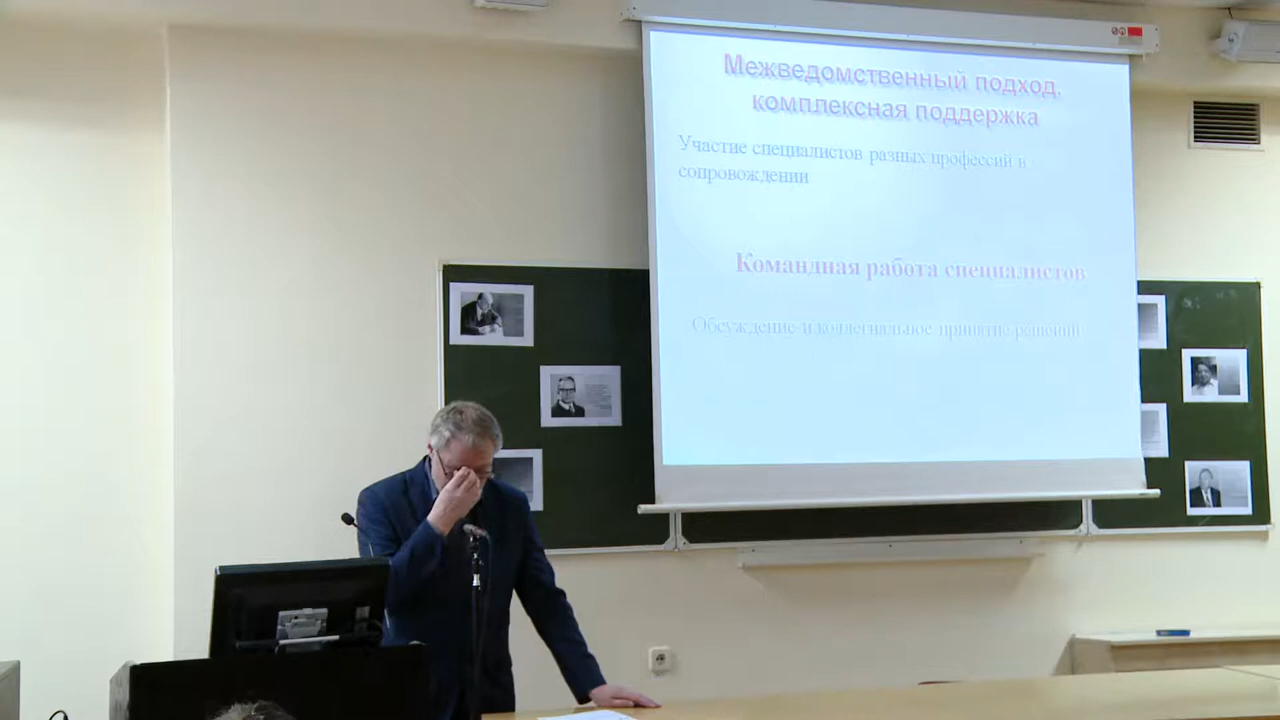 Межведомственный подход,
комплексная поддержка
Участие специалистов разных профессий в
сопровождении
Командная работа специалистов
Обсуждение и коллегиальное принятие решений